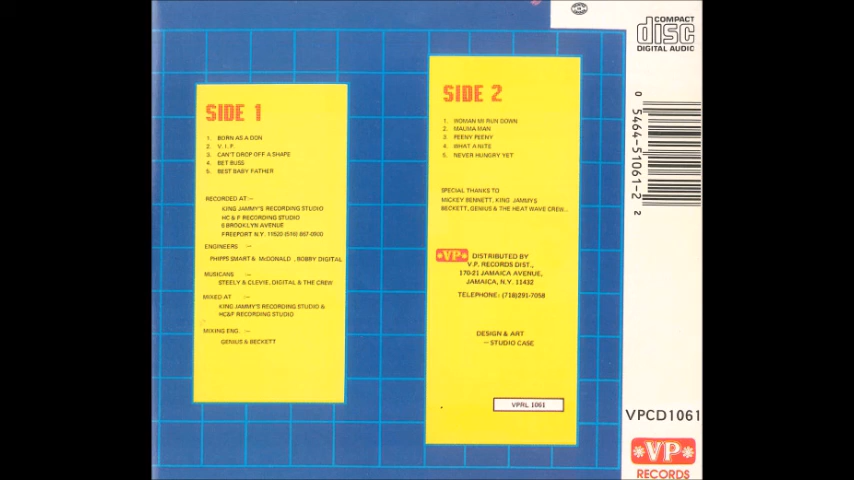 SIDE 1
1. BORN AS A DON
2. V. I. P.
3. CAN'T DROP OFF A SHAPE
4. BET BUSS
5. BEST BABY FATHER
RECORDED AT:—
KING JAMMY'S RECORDING STUDIO
HC & F RECORDING STUDIO
6 BROOKLYN AVENUE
FREEPORT N.Y. 11520 (516) 867-0900
ENGINEERS —
PHIPPS SMART & McDONALD , BOBBY DIGITAL
MUSICANS —
STEELY & CLEVIE, DIGITAL & THE CREW
MIXED AT —
KING JAMMY'S RECORDING STUDIO &
HC&F RECORDING STUDIO
MIXING ENG. —
GENIUS & BECKETT
SIDE 2
1. WOMAN MI RUN DOWN
2. MAUMA MAN
3. PEENY PEENY
4. WHAT A NITE
5. NEVER HUNGRY YET
SPECIAL THANKS TO
MICKEY BENNETT, KING JAMMYS
BECKETT, GENIUS & THE HEAT WAVE CREW...
VP DISTRIBUTED BY
V.P. RECORDS DIST.,
170-21 JAMAICA AVENUE,
JAMAICA, N.Y. 11432
TELEPHONE: (718)291-7058
DESIGN & ART
— STUDIO CASE
VPRL 1061
COMPACT
disc
DIGITAL AUDIO
0 5464-51061-2 2
VPCD1061
VP
RECORDS